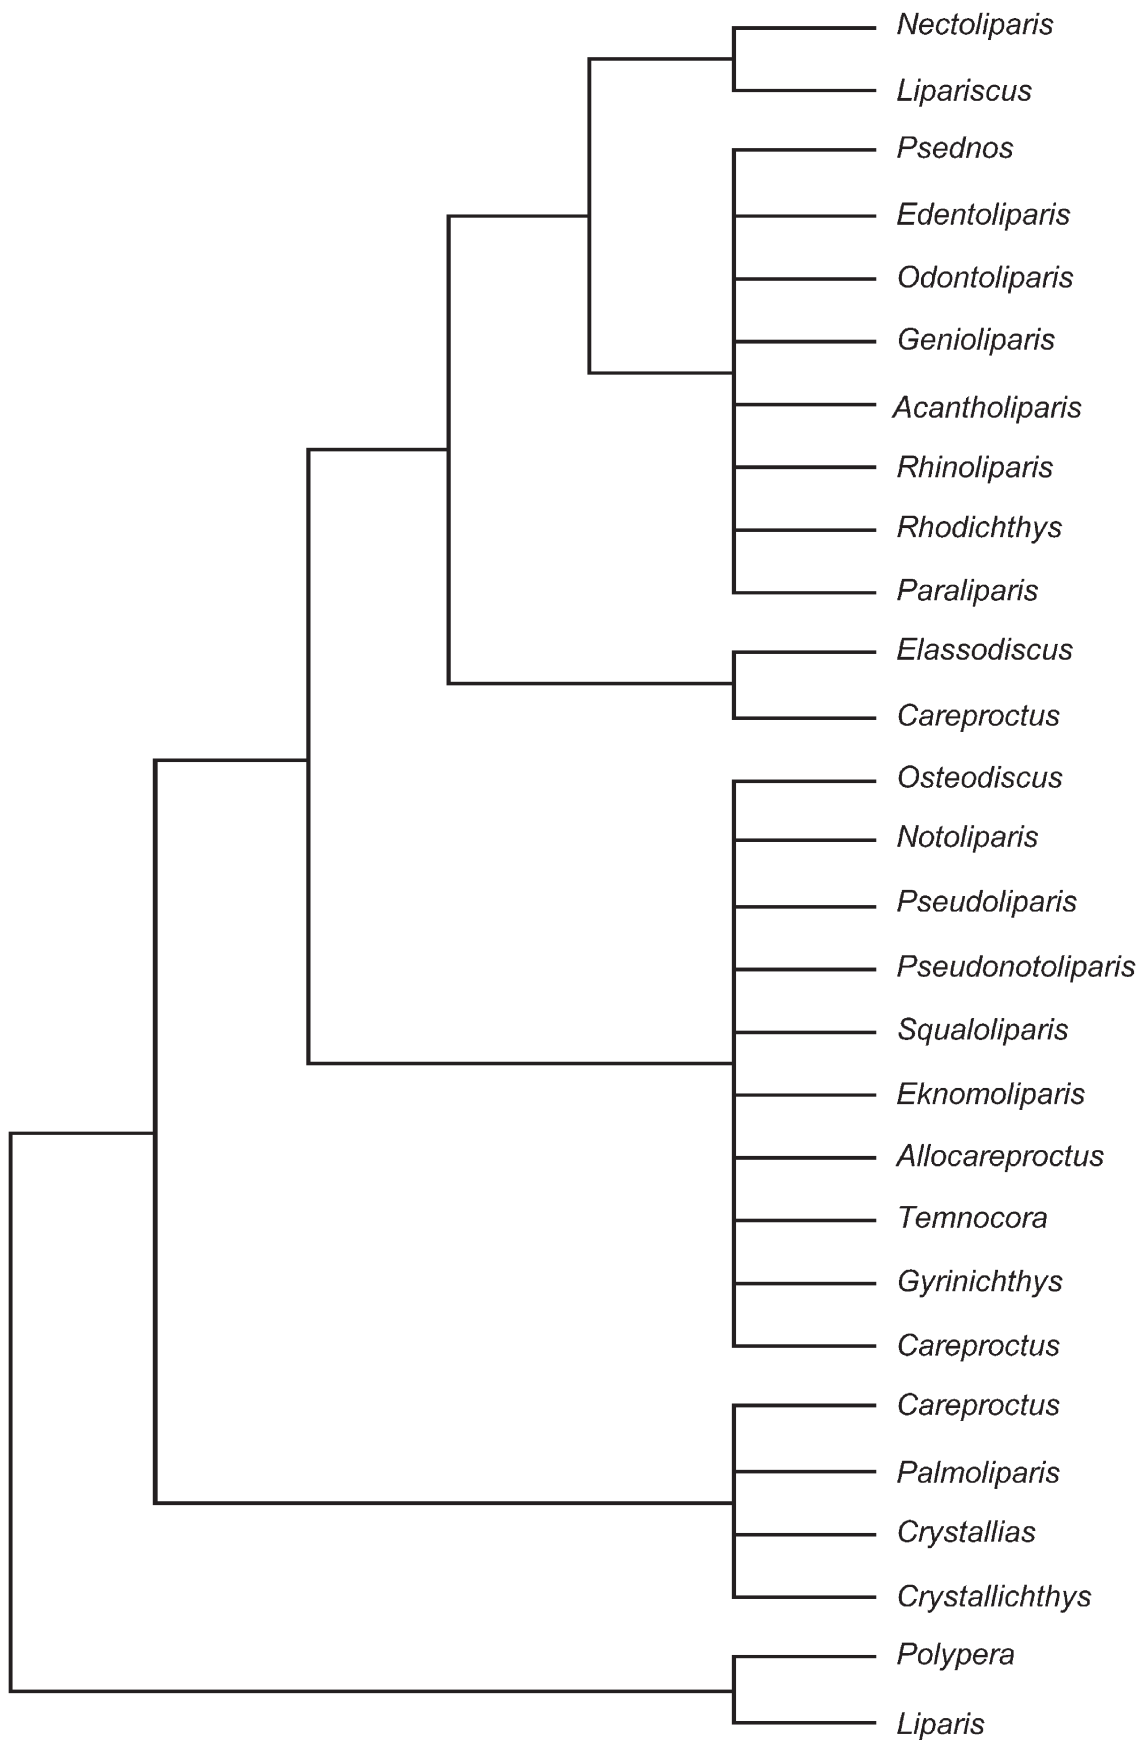 Nectoliparis
Lipariscus
Psednos
Edentoliparis
Odontoliparis
Genioliparis
Acantholiparis
Rhinoliparis
Rhodichthys
Paraliparis
Elassodiscus
Careproctus
Osteodiscus
Notoliparis
Pseudoliparis
Pseudonotoliparis
Squaloliparis
Eknomoliparis
Allocareproctus
Temnocora
Gyrinichthys
Careproctus
Careproctus
Palmoliparis
Crystallias
Crystallichthys
Polypera
Liparis